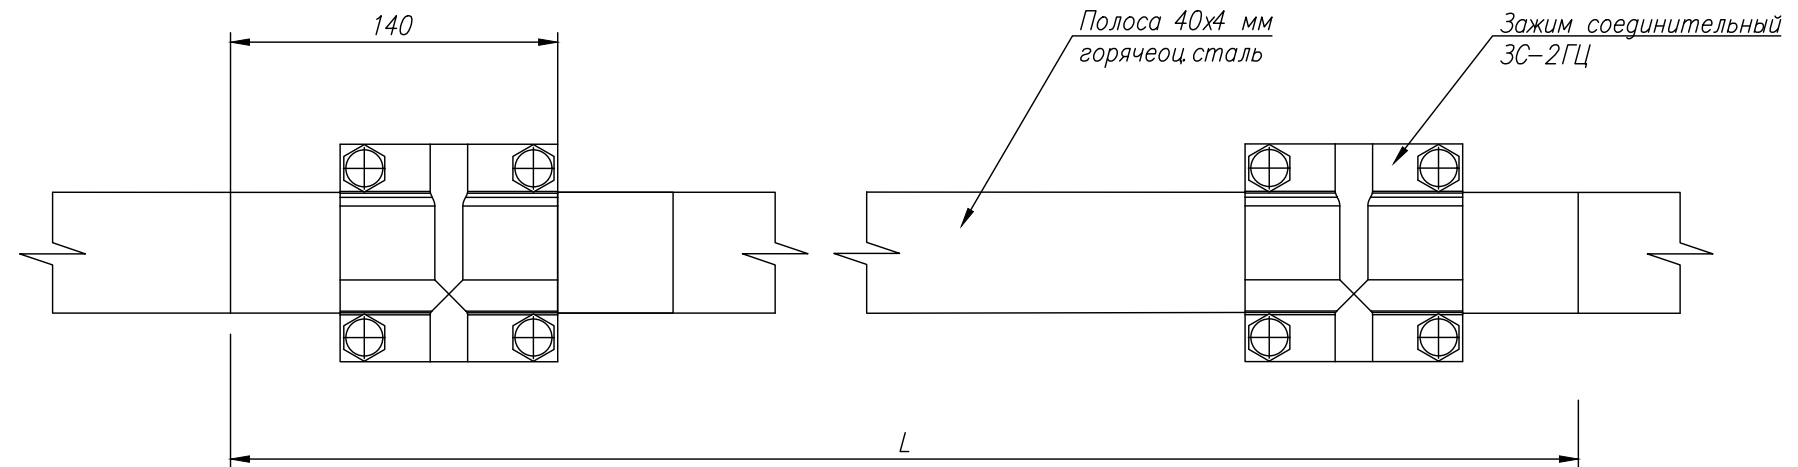 140
Полоса 40х4 мм
горячеоц. сталь
Зажим соединительный
ЗС-2ГЦ
L